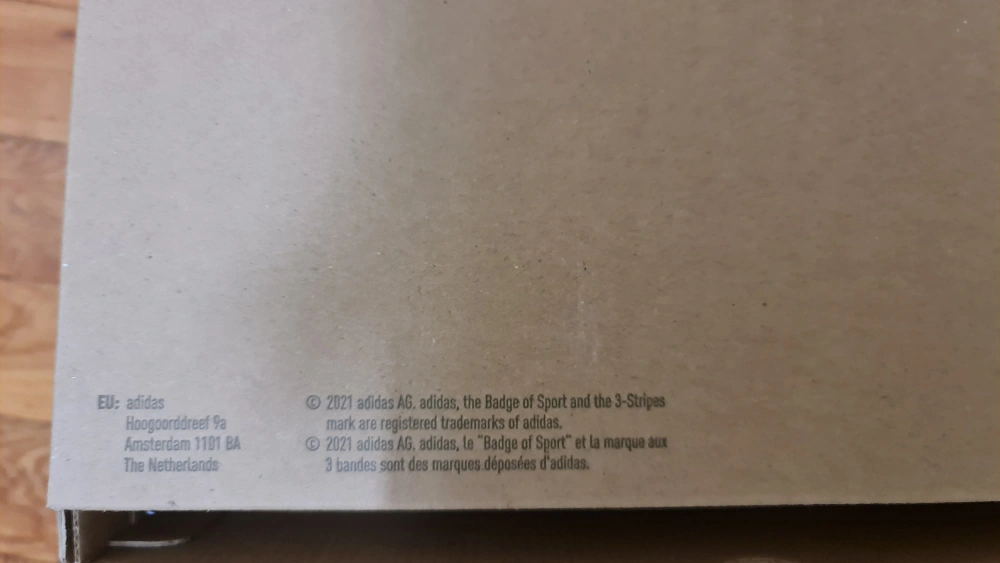 EU: adidas
Hoogoorddreef 9a
Amsterdam 1101 BA
The Netherlands
© 2021 adidas AG. adidas, the Badge of Sport and the 3-Stripes
mark are registered trademarks of adidas.
© 2021 adidas AG. adidas, le "Badge of Sport" et la marque aux
3 bandes sont des marques déposées d'adidas.